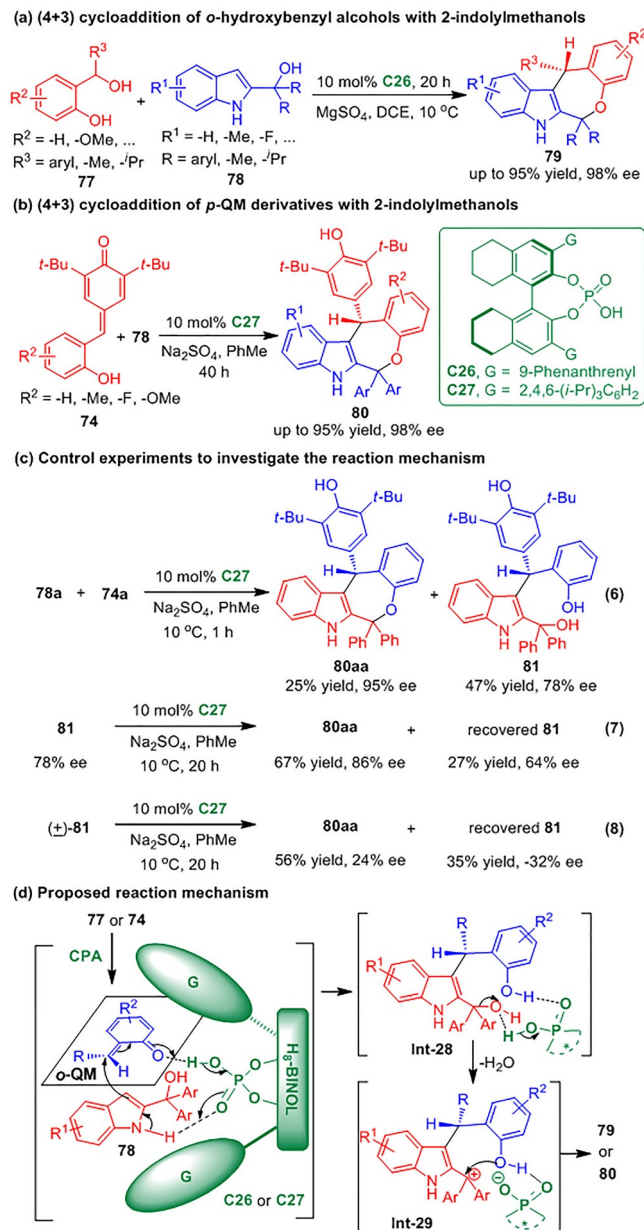 (a) (4+3) cycloaddition of o-hydroxybenzyl alcohols with 2-indolylmethanols
R³
OH
R²
OH
R² = -H, -OMe, ...
R³ = aryl, -Me, -ⁱPr
77
+
R¹
OH
R
R
N
H
R¹ = -H, -Me, -F, ...
R = aryl, -Me, -ⁱPr
78
10 mol% C26, 20 h
MgSO₄, DCE, 10 °C
R³
H
R²
R¹
O
N
H
R R
79
up to 95% yield, 98% ee
(b) (4+3) cycloaddition of p-QM derivatives with 2-indolylmethanols
O
t-Bu
t-Bu
R²
OH
R² = -H, -Me, -F, -OMe
74
+ 78
10 mol% C27
Na₂SO₄, PhMe
40 h
HO
t-Bu
t-Bu
R²
H
R¹
O
N
H
Ar Ar
80
up to 95% yield, 98% ee
G
O
O
P
O
OH
G
C26, G = 9-Phenanthrenyl
C27, G = 2,4,6-(i-Pr)₃C₆H₂
(c) Control experiments to investigate the reaction mechanism
78a + 74a
10 mol% C27
Na₂SO₄, PhMe
10 °C, 1 h
HO
t-Bu
t-Bu
H
O
N
H
Ph Ph
80aa
25% yield, 95% ee
+
HO
t-Bu
t-Bu
H
OH
OH
N
H
Ph Ph
81
47% yield, 78% ee
(6)
81
78% ee
10 mol% C27
Na₂SO₄, PhMe
10 °C, 20 h
80aa + recovered 81 (7)
67% yield, 86% ee 27% yield, 64% ee
(±)-81
10 mol% C27
Na₂SO₄, PhMe
10 °C, 20 h
80aa + recovered 81 (8)
56% yield, 24% ee 35% yield, -32% ee
(d) Proposed reaction mechanism
77 or 74
CPA
G
R²
R
H
O
o-QM
H-O
O
P
O
O
H₈-BINOL
OH
Ar
Ar
R¹
N
H
78
G
C26 or C27
R
R²
H
O
H
R¹
O
H
H-O
O
P
N
H
Ar Ar
*
Int-28
-H₂O
R
R²
H
O
H
R¹
⊕
⊖
O
O
P
N
H
Ar Ar
*
Int-29
79
or
80